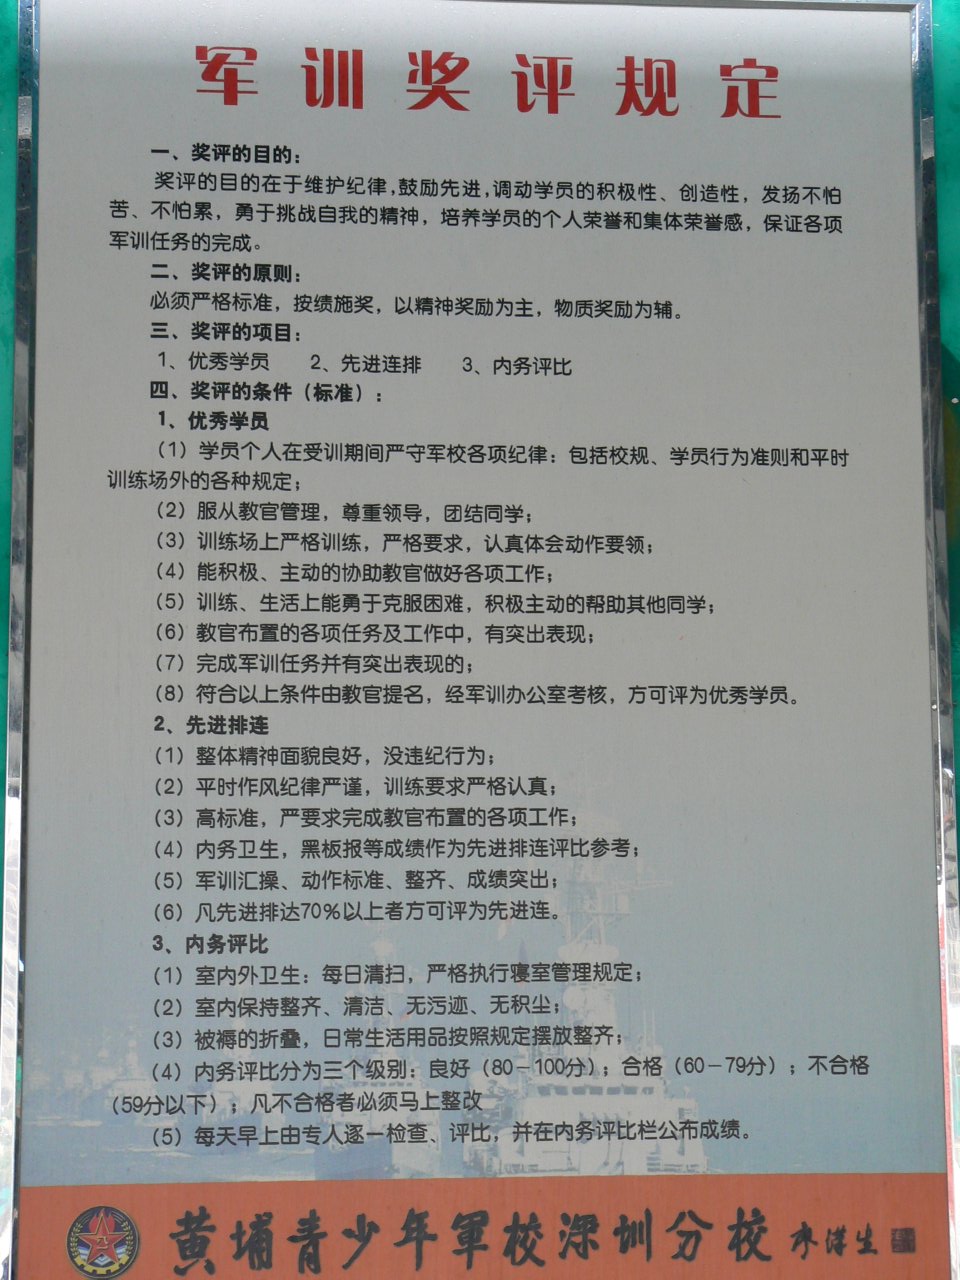 军训奖评规定
一、奖评的目的：
奖评的目的在于维护纪律,鼓励先进,调动学员的积极性、创造性，发扬不怕
苦、不怕累，勇于挑战自我的精神，培养学员的个人荣誉和集体荣誉感，保证各项
军训任务的完成。
二、奖评的原则：
必须严格标准，按绩施奖，以精神奖励为主，物质奖励为辅。
三、奖评的项目：
1、优秀学员 2、先进连排 3、内务评比
四、奖评的条件（标准）：
1、优秀学员
（1）学员个人在受训期间严守军校各项纪律：包括校规、学员行为准则和平时
训练场外的各种规定；
（2）服从教官管理，尊重领导，团结同学；
（3）训练场上严格训练，严格要求，认真体会动作要领；
（4）能积极、主动的协助教官做好各项工作；
（5）训练、生活上能勇于克服困难，积极主动的帮助其他同学；
（6）教官布置的各项任务及工作中，有突出表现；
（7）完成军训任务并有突出表现的；
（8）符合以上条件由教官提名，经军训办公室考核，方可评为优秀学员。
2、先进排连
（1）整体精神面貌良好，没违纪行为；
（2）平时作风纪律严谨，训练要求严格认真；
（3）高标准，严要求完成教官布置的各项工作；
（4）内务卫生，黑板报等成绩作为先进排连评比参考；
（5）军训汇操、动作标准、整齐、成绩突出；
（6）凡先进排达70%以上者方可评为先进连。
3、内务评比
（1）室内外卫生：每日清扫，严格执行寝室管理规定；
（2）室内保持整齐、清洁、无污迹、无积尘；
（3）被褥的折叠，日常生活用品按照规定摆放整齐；
（4）内务评比分为三个级别：良好（80－100分）；合格（60－79分）；不合格
（59分以下）；凡不合格者必须马上整改
（5）每天早上由专人逐一检查、评比，并在内务评比栏公布成绩。
黄埔青少年軍校深圳分校 廖洋生